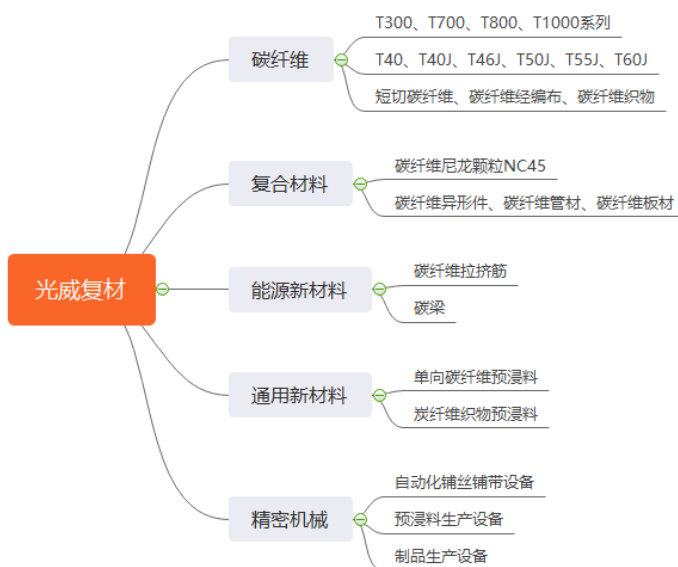 光威复材
碳纤维
T300、T700、T800、T1000系列
T40、T40J、T46J、T50J、T55J、T60J
短切碳纤维、碳纤维经编布、碳纤维织物
复合材料
碳纤维尼龙颗粒NC45
碳纤维异形件、碳纤维管材、碳纤维板材
能源新材料
碳纤维拉挤筋
碳梁
通用新材料
单向碳纤维预浸料
炭纤维织物预浸料
精密机械
自动化铺丝铺带设备
预浸料生产设备
制品生产设备